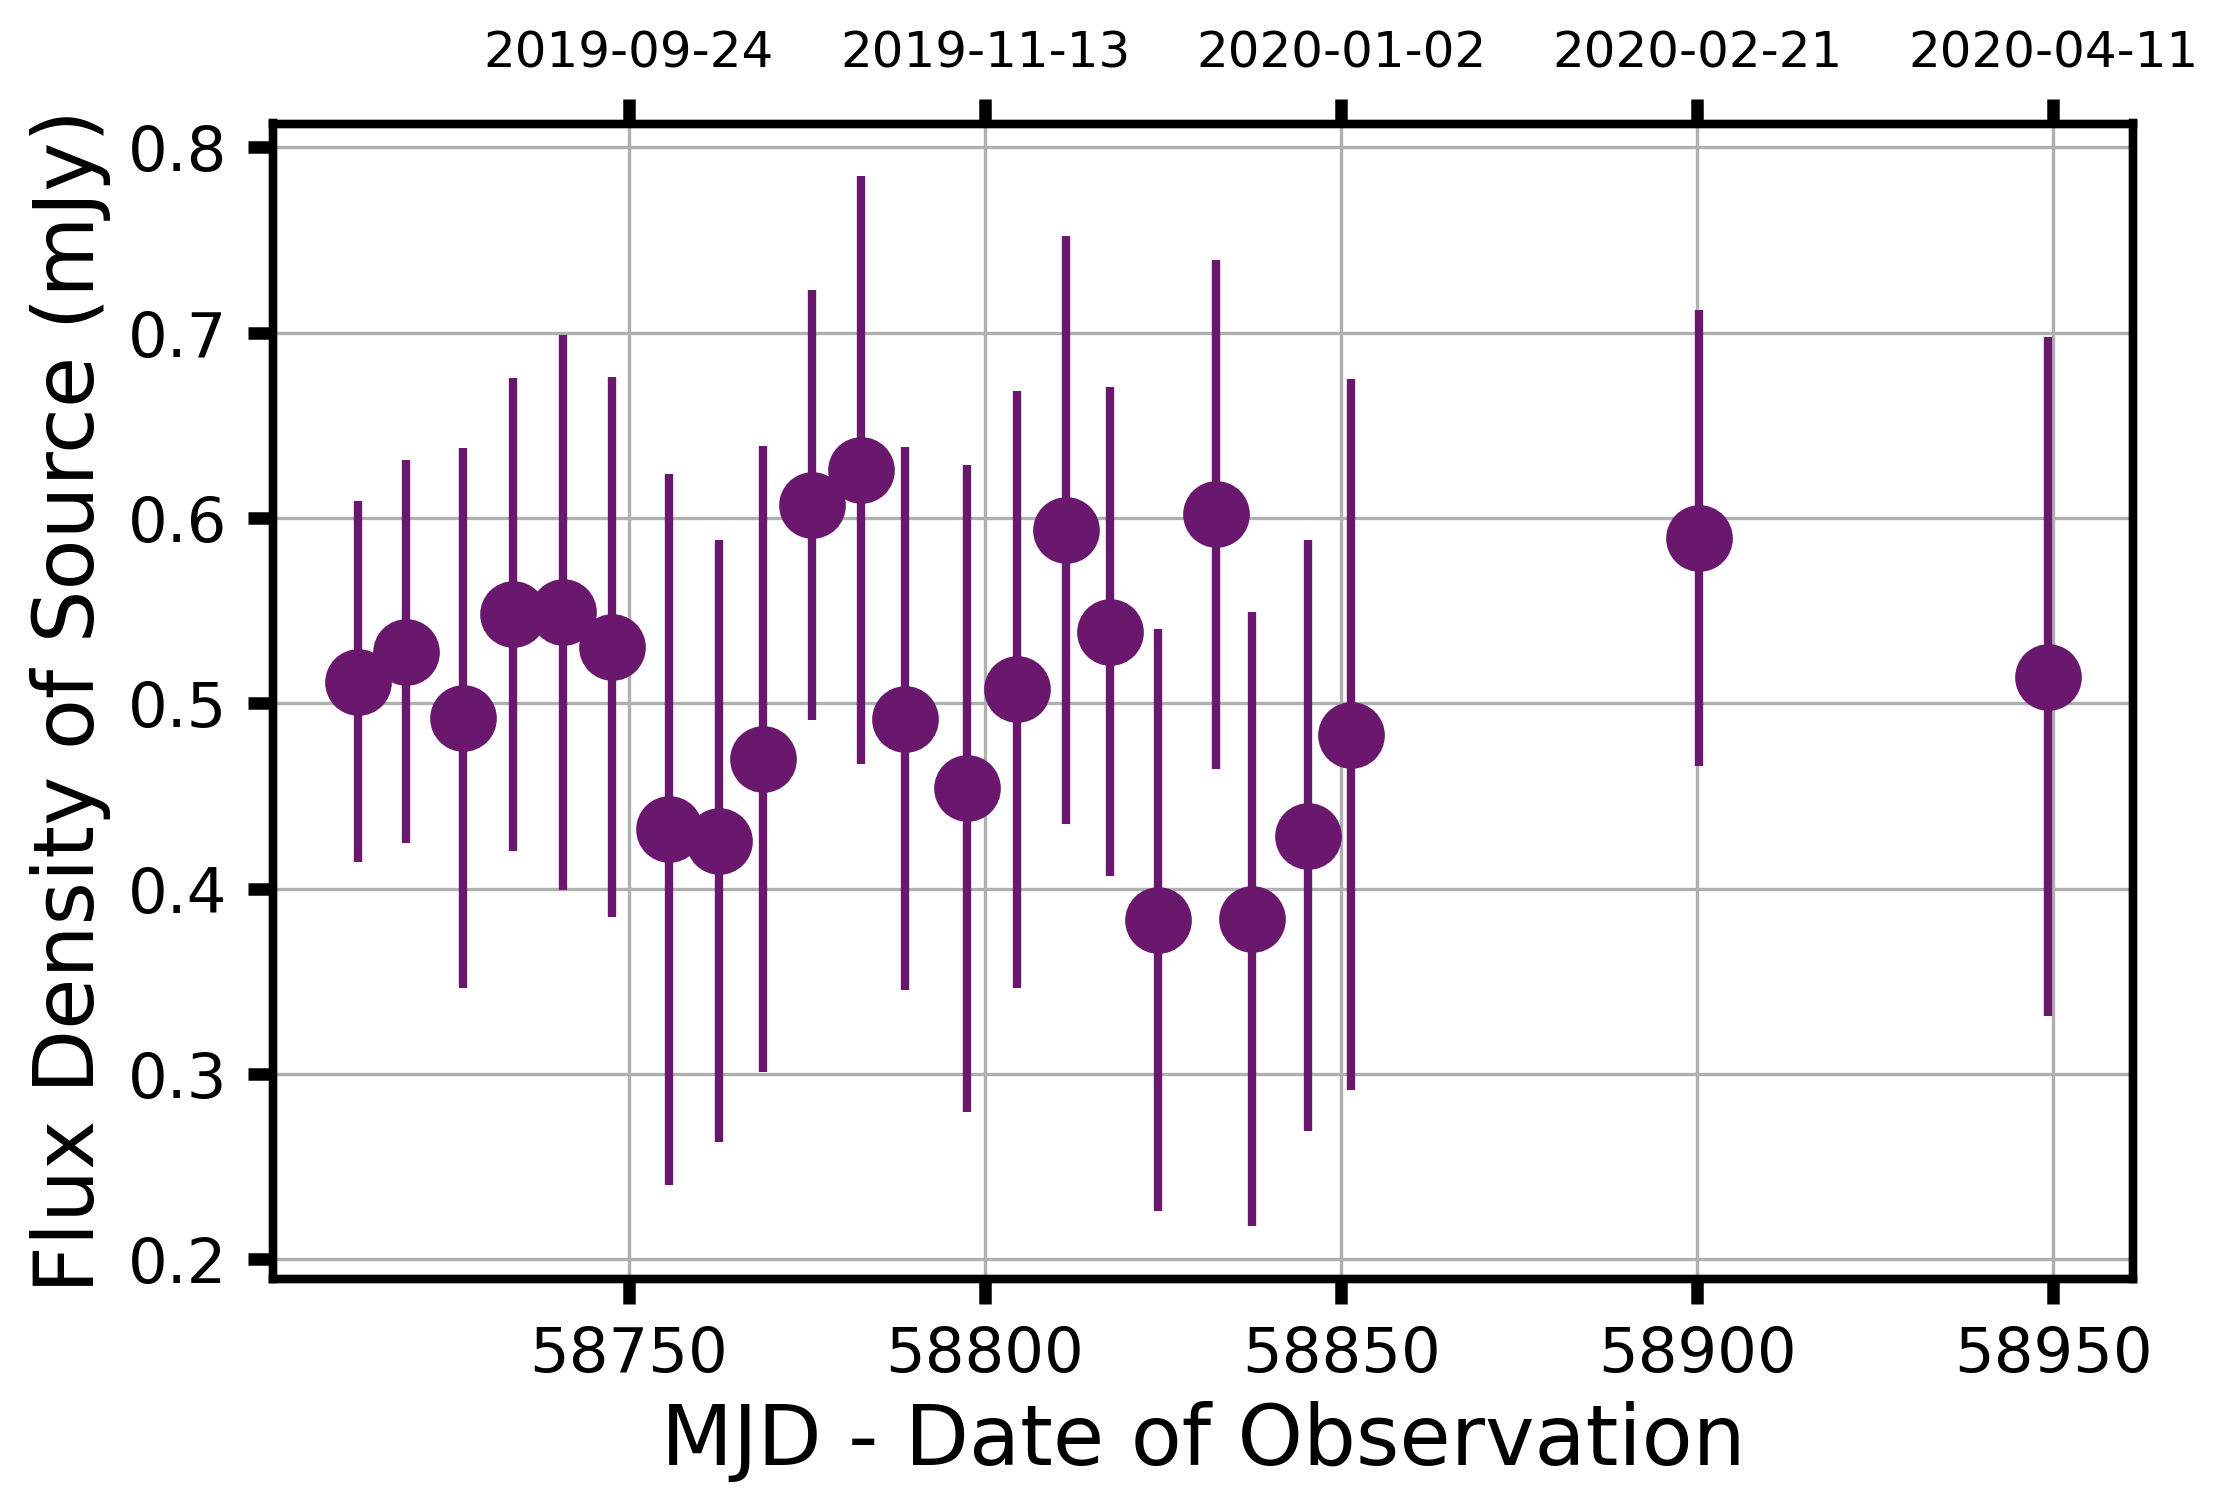 2019-09-24 2019-11-13 2020-01-02 2020-02-21 2020-04-11
Flux Density of Source (mJy)
0.8
0.7
0.6
0.5
0.4
0.3
0.2
58750 58800 58850 58900 58950
MJD - Date of Observation